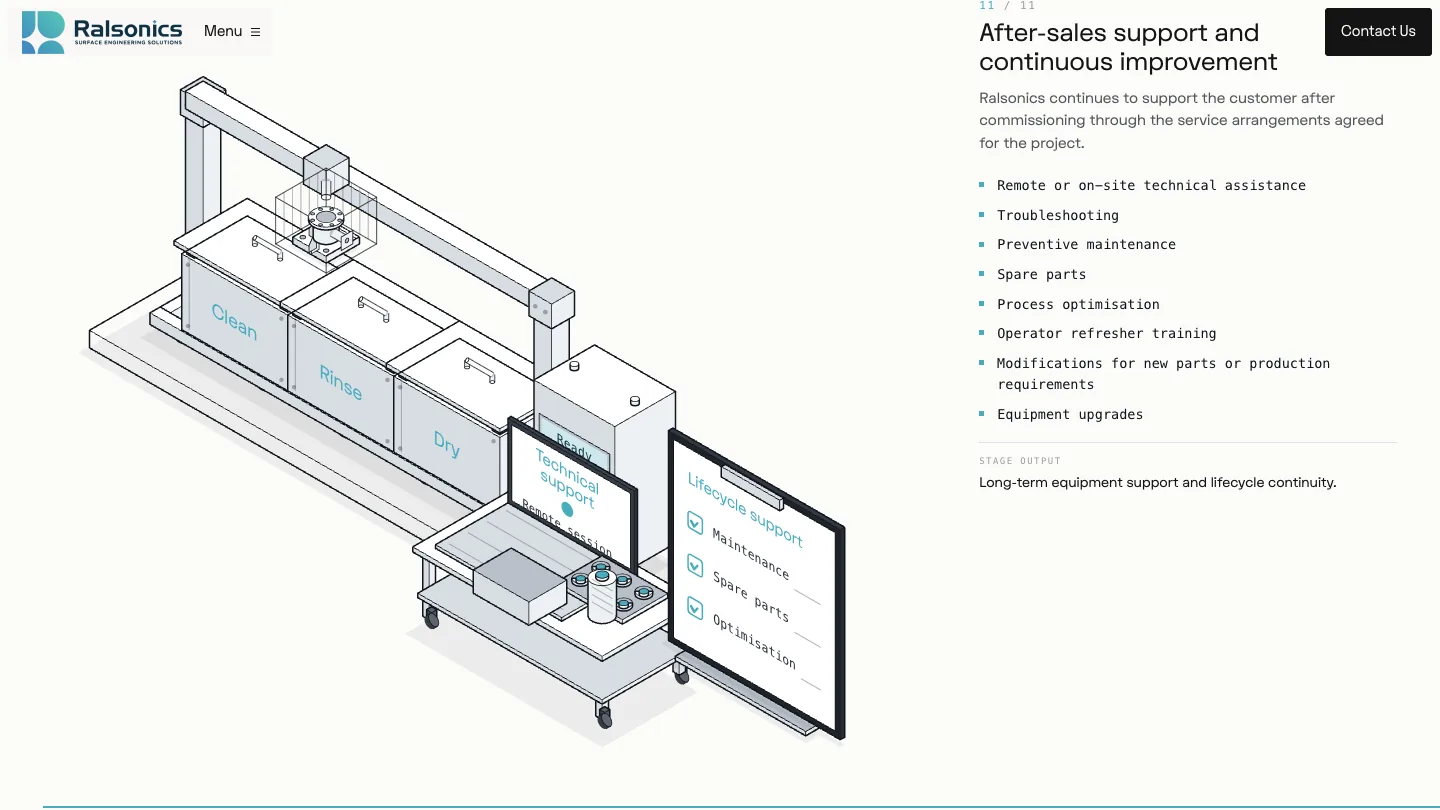 Ralsonics
SURFACE ENGINEERING SOLUTIONS
Menu
Contact Us
11 / 11
After-sales support and
continuous improvement
Ralsonics continues to support the customer after
commissioning through the service arrangements agreed
for the project.
Remote or on-site technical assistance
Troubleshooting
Preventive maintenance
Spare parts
Process optimisation
Operator refresher training
Modifications for new parts or production
requirements
Equipment upgrades
STAGE OUTPUT
Long-term equipment support and lifecycle continuity.
Clean
Rinse
Dry
Ready
Technical
support
Remote session
Lifecycle support
Maintenance
Spare parts
Optimisation